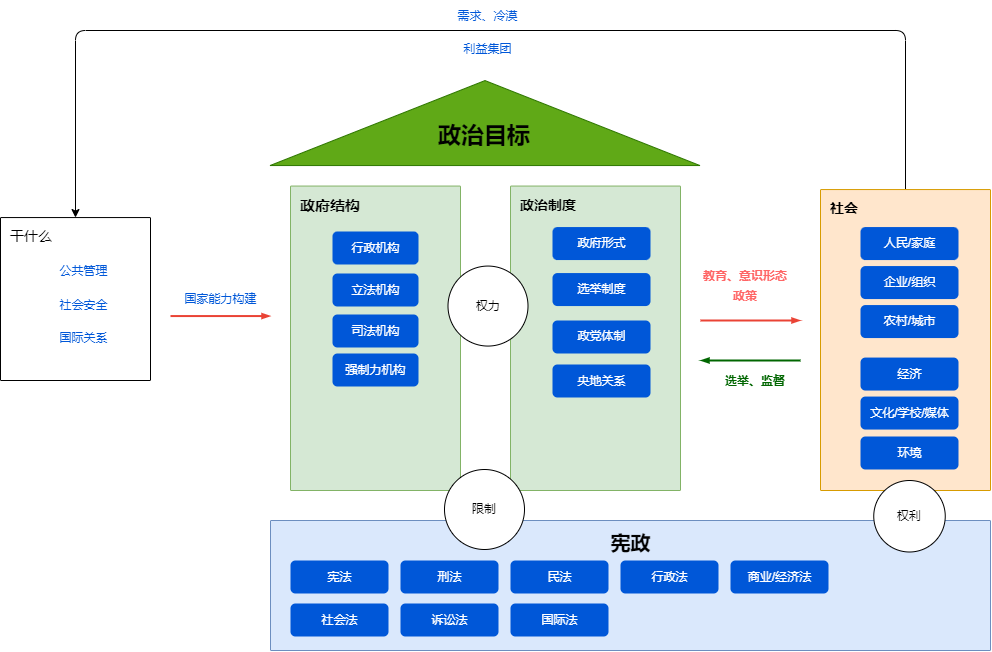 需求、冷漠
利益集团
政治目标
干什么
公共管理
社会安全
国际关系
国家能力构建
政府结构
行政机构
立法机构
司法机构
强制力机构
权力
政治制度
政府形式
选举制度
政党体制
央地关系
教育、意识形态
政策
选举、监督
社会
人民/家庭
企业/组织
农村/城市
经济
文化/学校/媒体
环境
限制
权利
宪政
宪法
刑法
民法
行政法
商业/经济法
社会法
诉讼法
国际法